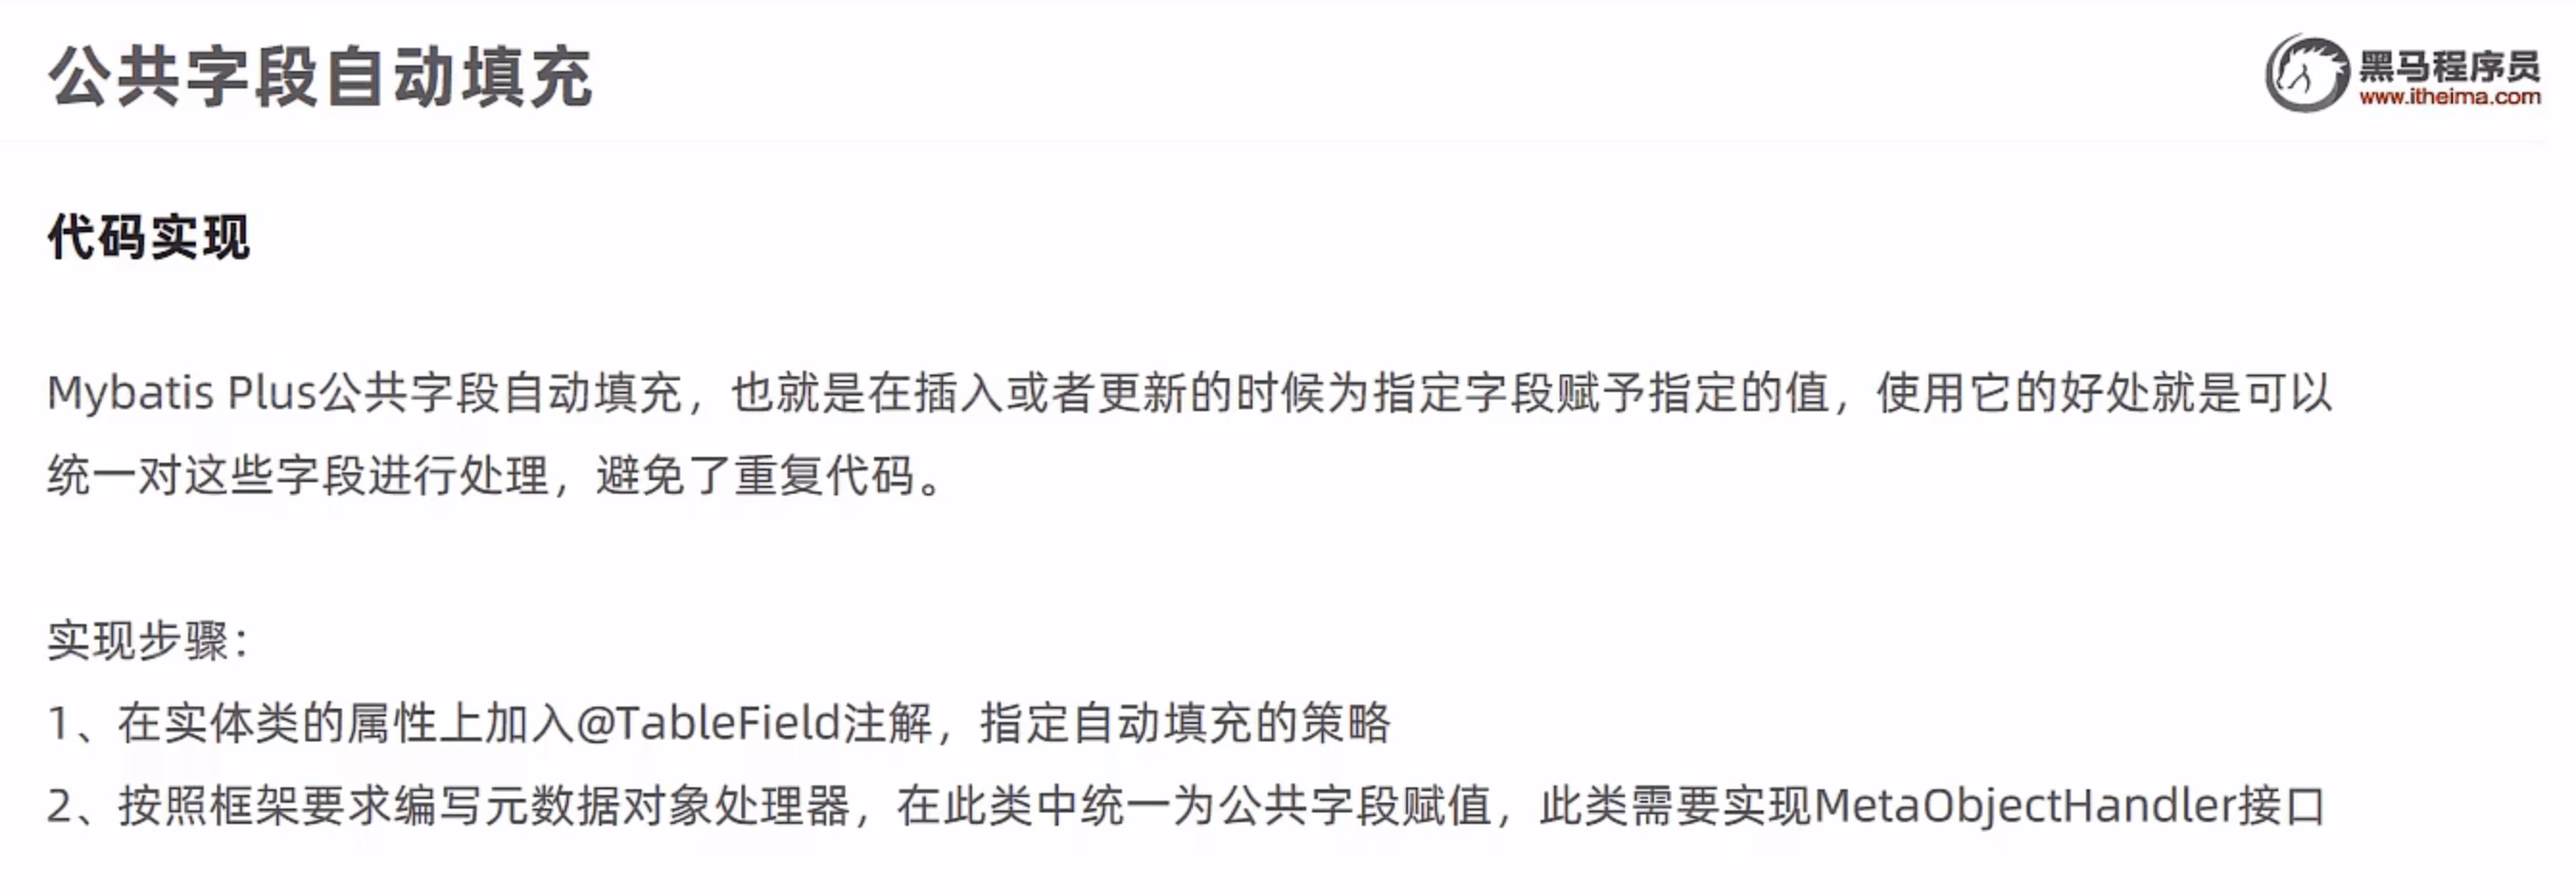 公共字段自动填充
黑马程序员
www.itheima.com
代码实现
Mybatis Plus公共字段自动填充，也就是在插入或者更新的时候为指定字段赋予指定的值，使用它的好处就是可以
统一对这些字段进行处理，避免了重复代码。
实现步骤：
1、在实体类的属性上加入@TableField注解，指定自动填充的策略
2、按照框架要求编写元数据对象处理器，在此类中统一为公共字段赋值，此类需要实现MetaObjectHandler接口